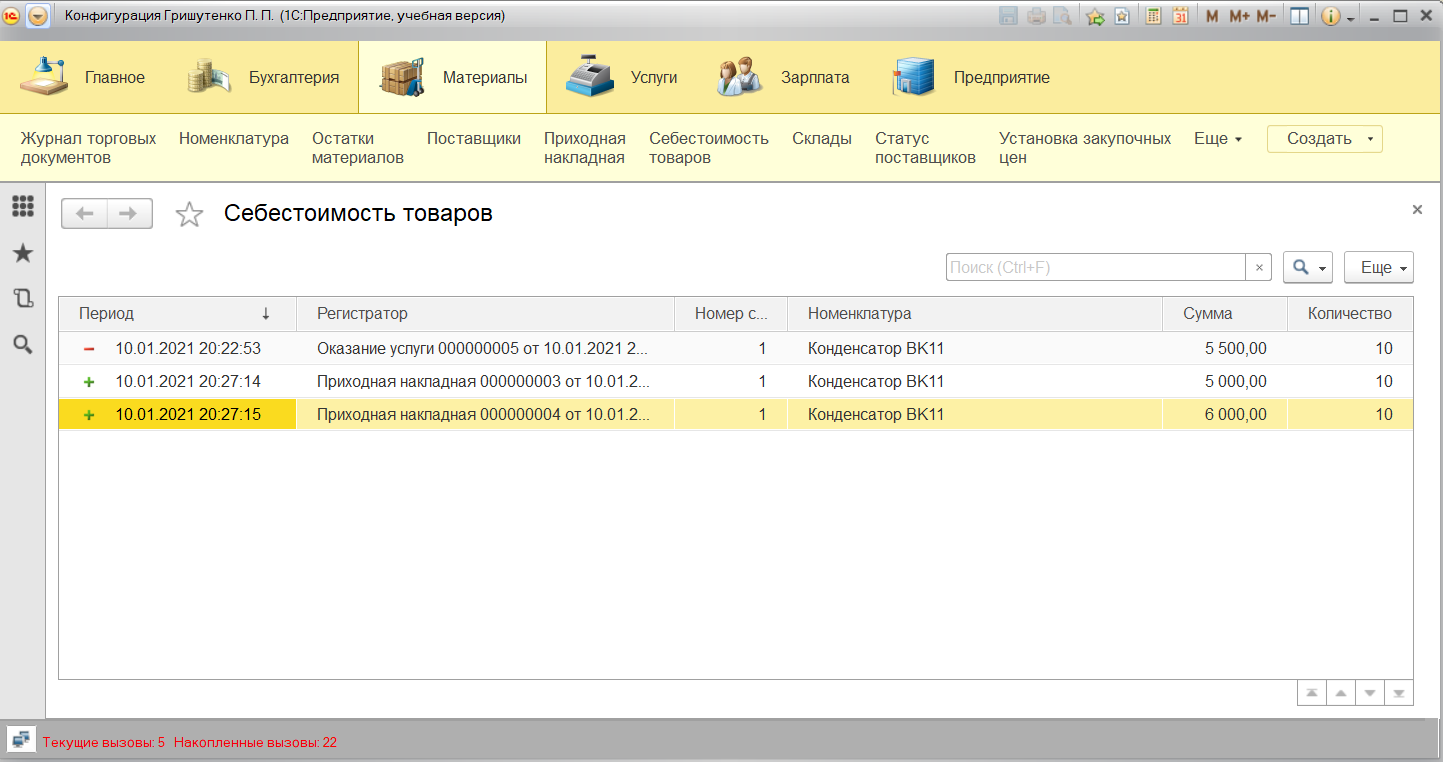 Конфигурация Гришутенко П. П. (1С:Предприятие, учебная версия)
31 M M+ M-
Главное Бухгалтерия Материалы Услуги Зарплата Предприятие
Журнал торговых документов
Номенклатура
Остатки материалов
Поставщики
Приходная накладная
Себестоимость товаров
Склады
Статус поставщиков
Установка закупочных цен
Еще
Создать
Себестоимость товаров
Поиск (Ctrl+F) × Еще
Период ↓ Регистратор Номер с... Номенклатура Сумма Количество
10.01.2021 20:22:53 Оказание услуги 000000005 от 10.01.2021 2... 1 Конденсатор BK11 5 500,00 10
10.01.2021 20:27:14 Приходная накладная 000000003 от 10.01.2... 1 Конденсатор BK11 5 000,00 10
10.01.2021 20:27:15 Приходная накладная 000000004 от 10.01.2... 1 Конденсатор BK11 6 000,00 10
Текущие вызовы: 5 Накопленные вызовы: 22